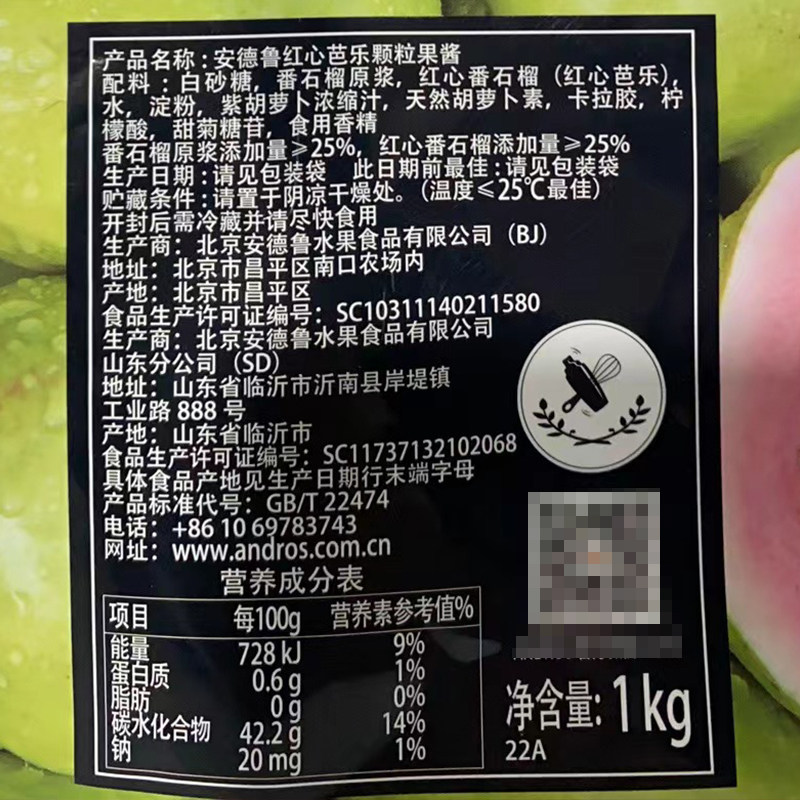 产品名称：安德鲁红心芭乐颗粒果酱
配料：白砂糖，番石榴原浆，红心番石榴（红心芭乐），
水，淀粉，紫胡萝卜浓缩汁，天然胡萝卜素，卡拉胶，柠
檬酸，甜菊糖苷，食用香精
番石榴原浆添加量≥25%，红心番石榴添加量≥25%
生产日期：请见包装袋 此日期前最佳：请见包装袋
贮藏条件：请置于阴凉干燥处。（温度≤25℃最佳）
开封后需冷藏并请尽快食用
生产商：北京安德鲁水果食品有限公司（BJ）
地址：北京市昌平区南口农场内
产地：北京市昌平区
食品生产许可证编号：SC10311140211580
生产商：北京安德鲁水果食品有限公司
山东分公司（SD）
地址：山东省临沂市沂南县岸堤镇
工业路 888 号
产地：山东省临沂市
食品生产许可证编号：SC11737132102068
具体食品产地见生产日期行末端字母
产品标准代号：GB/T 22474
电话：+86 10 69783743
网址：www.andros.com.cn
营养成分表
项目 每100g 营养素参考值%
能量 728 kJ 9%
蛋白质 0.6 g 1%
脂肪 0 g 0%
碳水化合物 42.2 g 14%
钠 20 mg 1%
净含量：1kg
22A